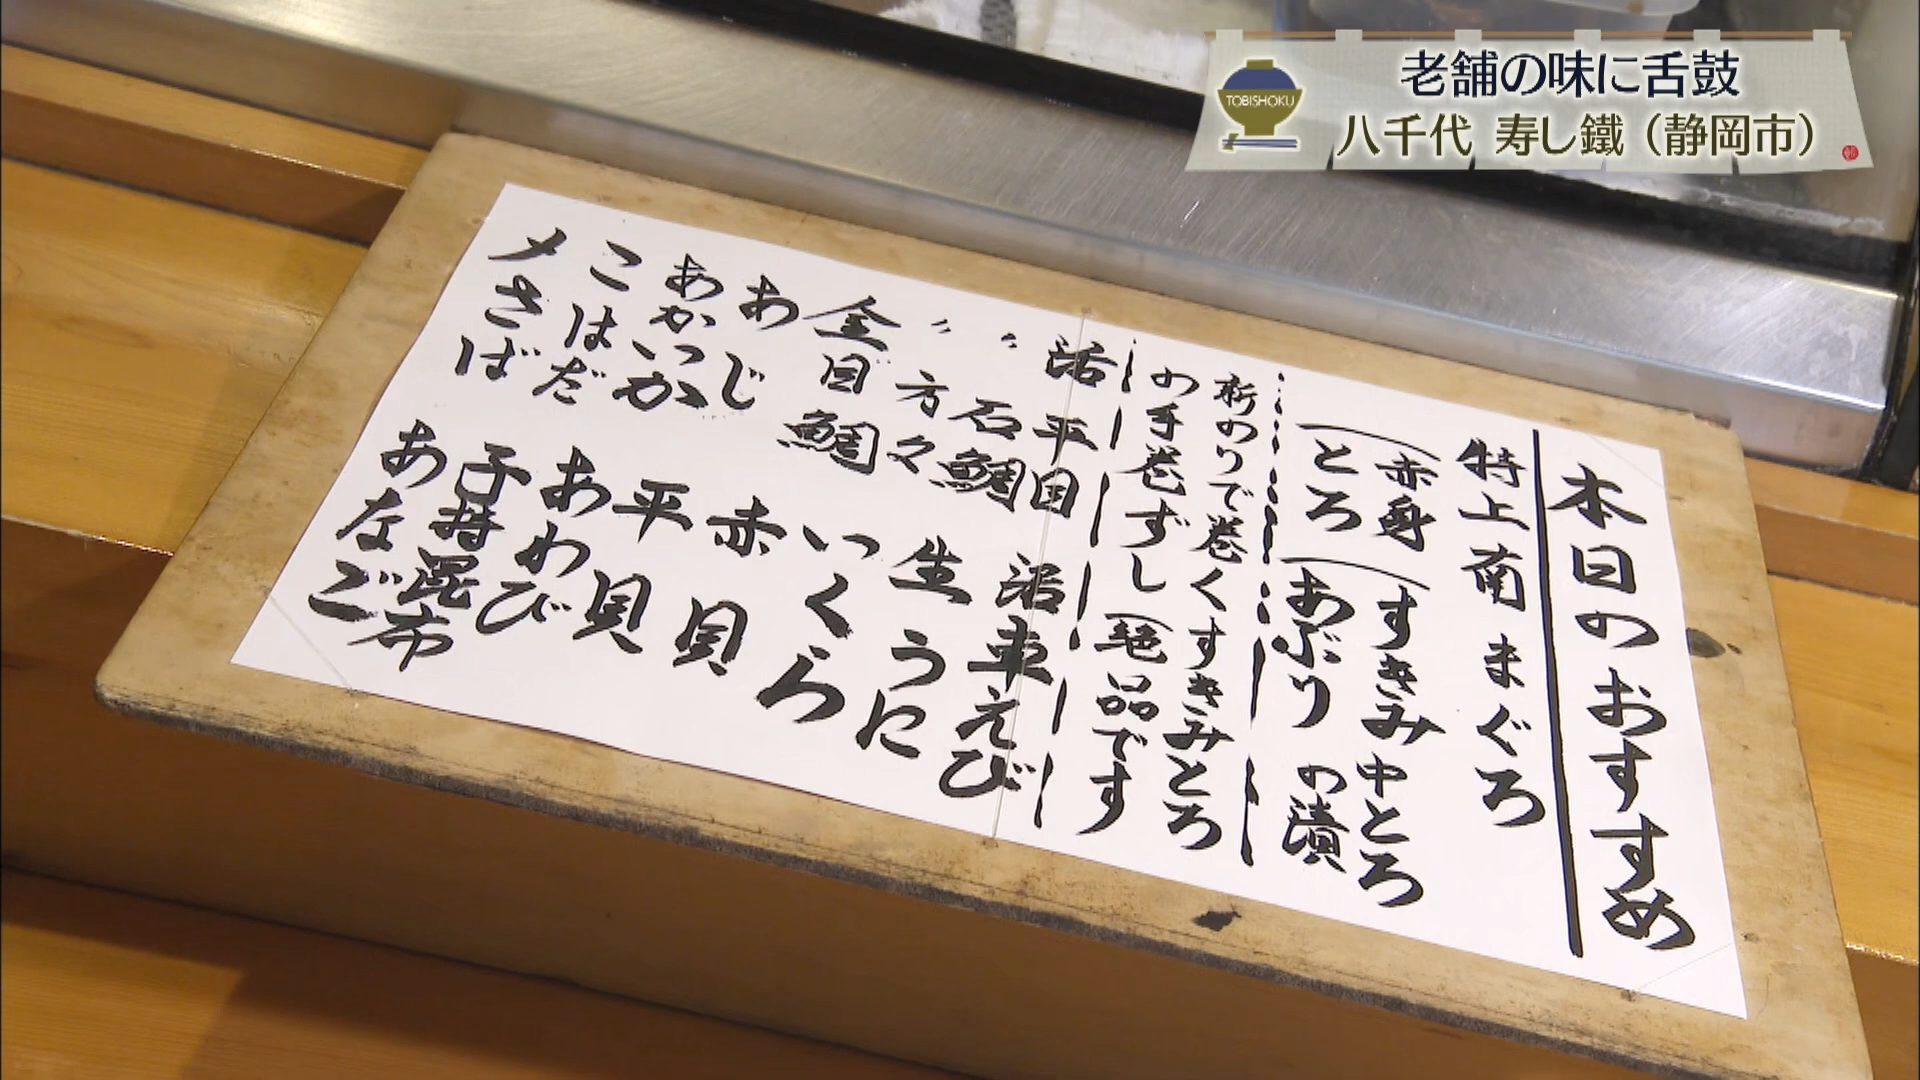 老舗の味に舌鼓
八千代 寿し鐵（静岡市）
TOBISHOKU
本日のおすすめ
特上南まぐろ
赤身 すきみ 中とろ
とろ あぶり の漬
新のりで巻くすきみとろ
の手巻ずし 絶品です
活平目
〃石鯛
〃方々
金目鯛
あじ
あかいか
こはだ
〆さば
活車えび
生うに
いくら
赤貝
平貝
あわび
子持昆布
あなご